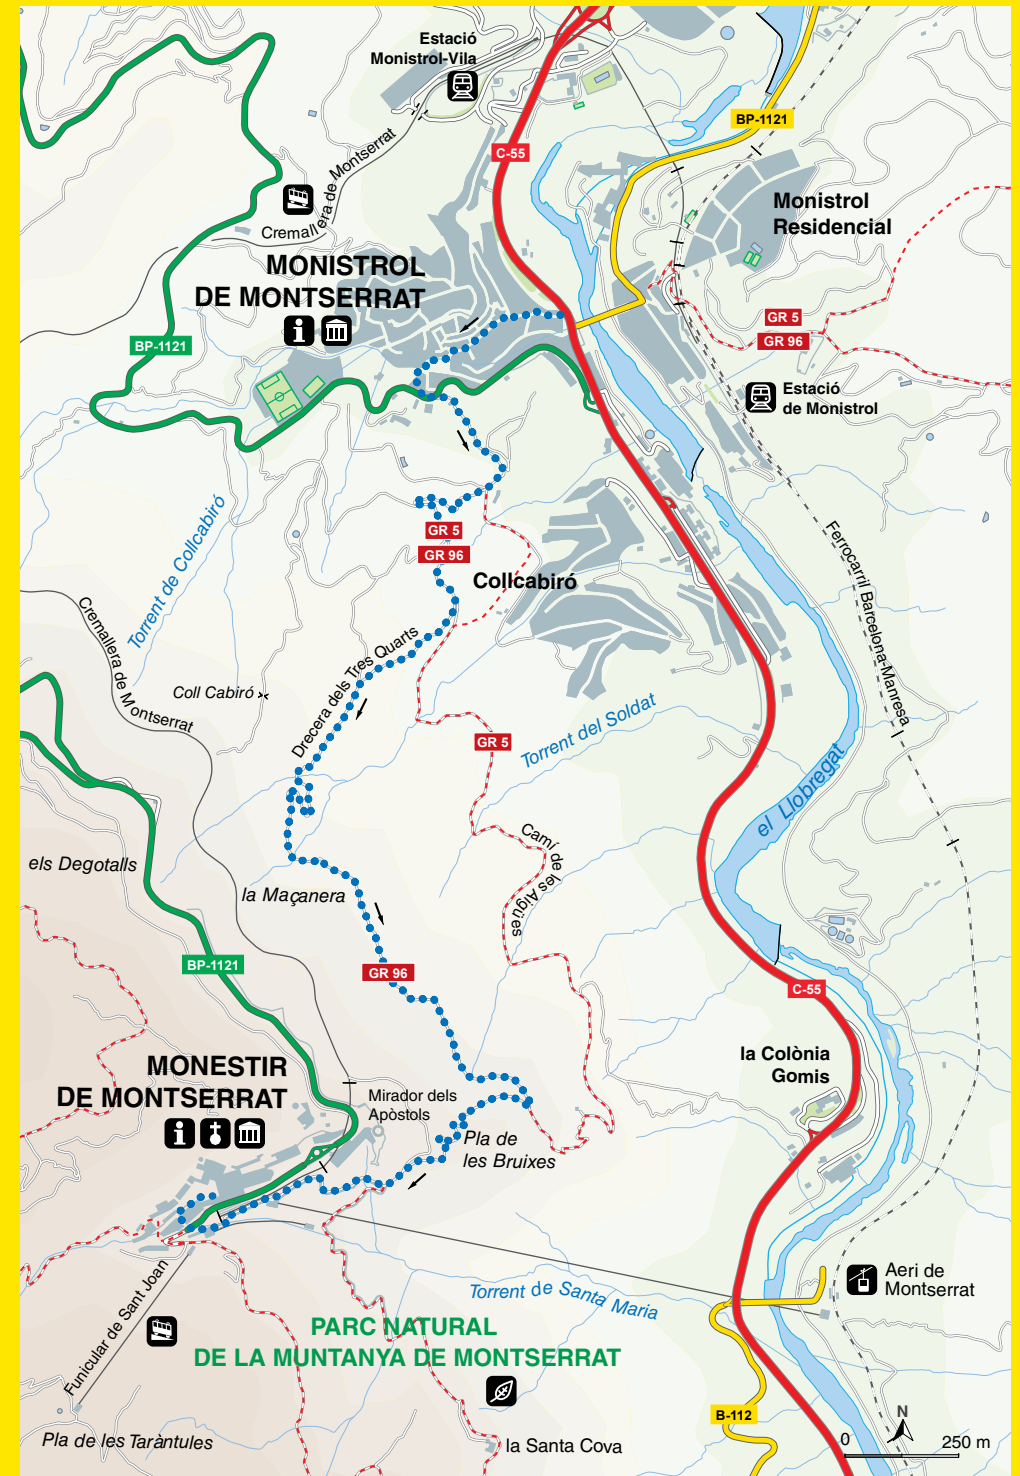 Estació
Monistrol-Vila
BP-1121
C-55
Cremallera de Montserrat
Monistrol
Residencial
MONISTROL
DE MONTSERRAT
GR 5
GR 96
BP-1121
Estació
de Monistrol
Torrent de Collcabiró
GR 5
GR 96
Collcabiró
Ferrocarril Barcelona-Manresa
Cremallera de Montserrat
Coll Cabiró
Drecera dels Tres Quarts
Torrent del Soldat
GR 5
el Llobregat
Camí de les Aigües
els Degotalls
la Maçanera
BP-1121
GR 96
C-55
la Colònia
Gomis
MONESTIR
DE MONTSERRAT
Mirador dels
Apòstols
Pla de
les Bruixes
Aeri de
Montserrat
Torrent de Santa Maria
Funicular de Sant Joan
PARC NATURAL
DE LA MUNTANYA DE MONTSERRAT
B-112
N
Pla de les Taràntules
la Santa Cova
0
250 m